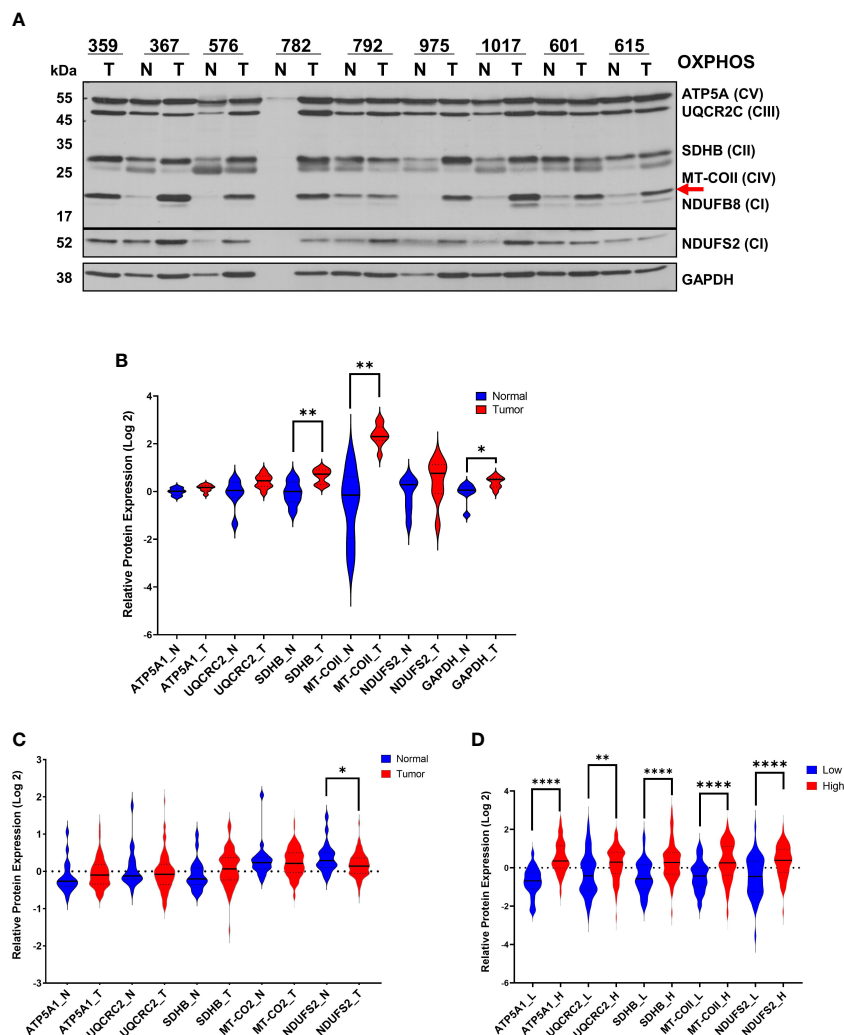 A
359 367 576 782 792 975 1017 601 615
kDa T N T N T N T N T N T N T N T N T OXPHOS
55 ATP5A (CV)
45 UQCR2C (CIII)
35 SDHB (CII)
25 MT-COII (CIV)
17 NDUFB8 (CI)
52 NDUFS2 (CI)
38 GAPDH
B
Relative Protein Expression (Log 2)
4
2
0
-2
-4
-6
** ** *
Normal
Tumor
ATP5A1_N ATP5A1_T UQCRC2_N UQCRC2_T SDHB_N SDHB_T MT-COII_N MT-COII_T NDUFS2_N NDUFS2_T GAPDH_N GAPDH_T
C
Relative Protein Expression (Log 2)
3
2
1
0
-1
-2
-3
*
Normal
Tumor
ATP5A1_N ATP5A1_T UQCRC2_N UQCRC2_T SDHB_N SDHB_T MT-CO2_N MT-CO2_T NDUFS2_N NDUFS2_T
D
Relative Protein Expression (Log 2)
4
2
0
-2
-4
-6
**** ** **** **** ****
Low
High
ATP5A1_L ATP5A1_H UQCRC2_L UQCRC2_H SDHB_L SDHB_H MT-COII_L MT-COII_H NDUFS2_L NDUFS2_H